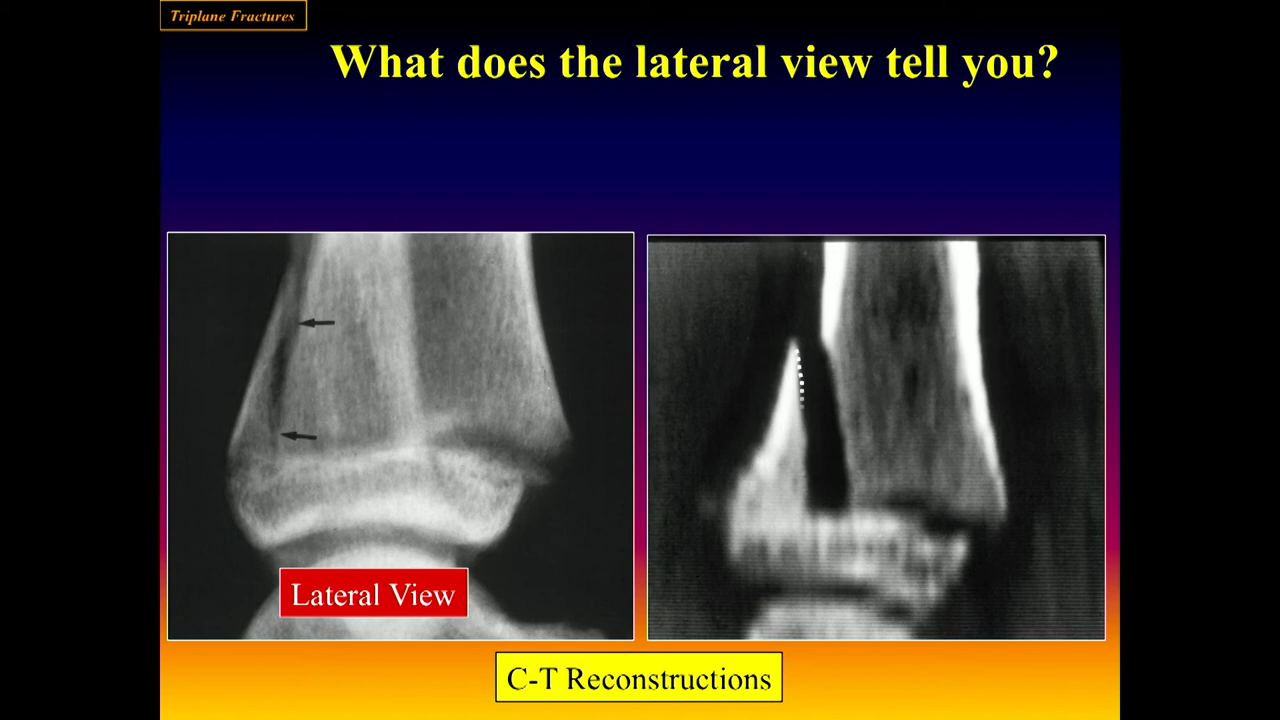 Triplane Fractures
What does the lateral view tell you?
Lateral View
C-T Reconstructions